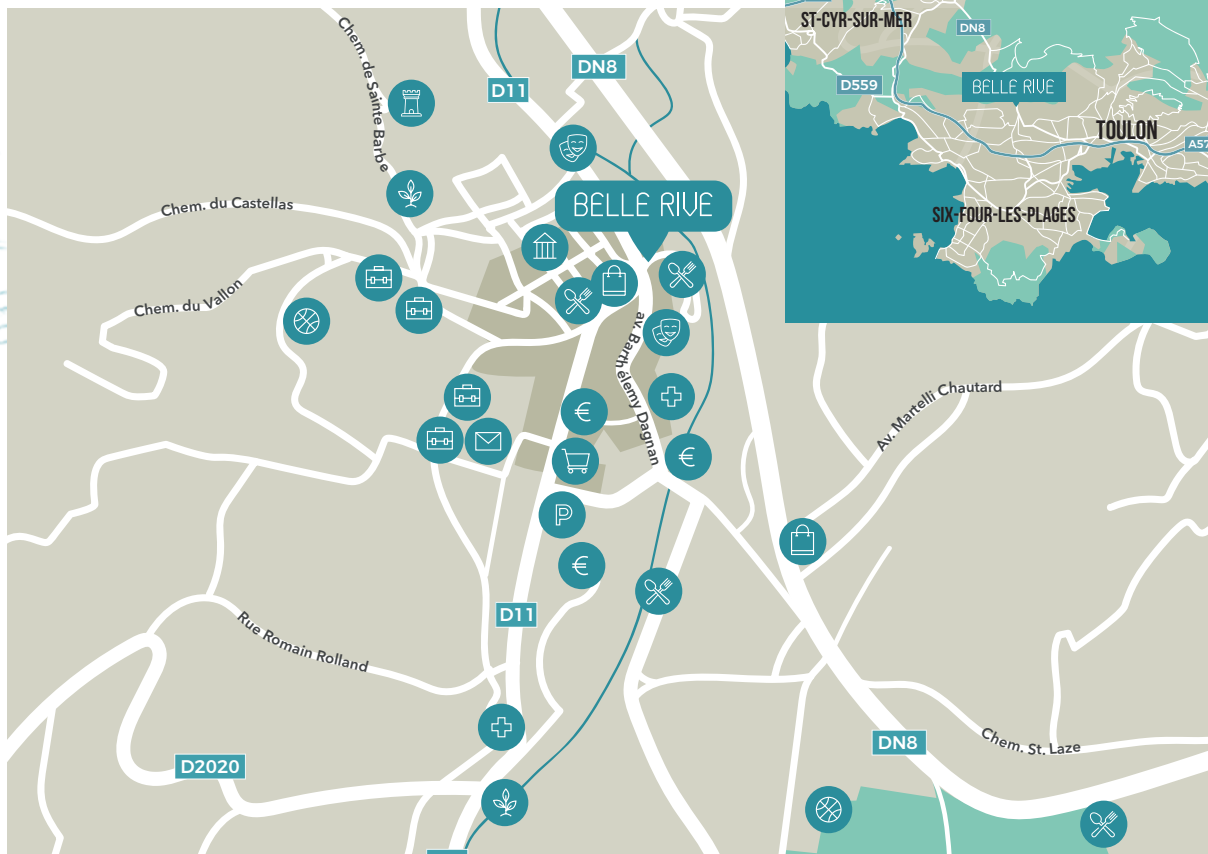 ST-CYR-SUR-MER
DN8
D559
BELLE RIVE
TOULON
A57
SIX-FOUR-LES-PLAGES
Chem. de Sainte Barbe
D11
DN8
BELLE RIVE
Chem. du Castellas
Chem. du Vallon
av. Barthélemy Dagnan
€
€
P
€
Av. Martelli Chautard
D11
Rue Romain Rolland
D2020
DN8
Chem. St. Laze